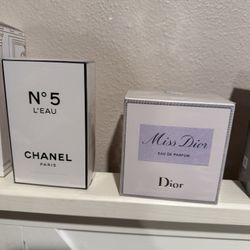 N°5
L'EAU
CHANEL
PARIS
Miss Dior
EAU DE PARFUM
Dior